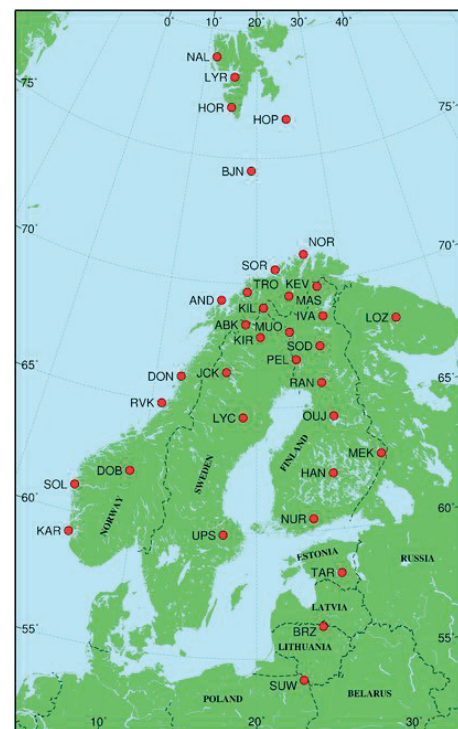 0° 10° 20° 30° 40°
NAL
75°
LYR
HOR
HOP
75°
BJN
70°
NOR
SOR
70°
TRO
KEV
AND
MAS
KIL
IVA
LOZ
ABK
MUO
KIR
SOD
65°
PEL
JCK
DON
RAN
65°
RVK
LYC
OUJ
FINLAND
MEK
SWEDEN
DOB
HAN
SOL
60°
NORWAY
60°
NUR
KAR
UPS
ESTONIA
RUSSIA
TAR
LATVIA
55°
BRZ
55°
LITHUANIA
SUW
POLAND
BELARUS
10° 20° 30°